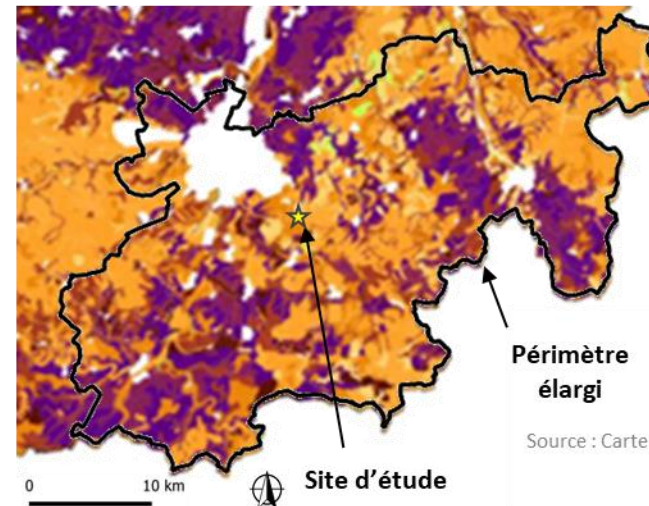 Périmètre
élargi
Source : Carte
0 10 km
Site d’étude